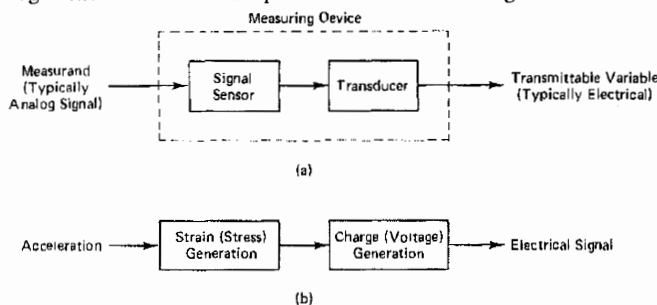 Measuring Device
Measurand
(Typically
Analog Signal)
Signal
Sensor
Transducer
Transmittable Variable
(Typically Electrical)
(a)
Acceleration
Strain (Stress)
Generation
Charge (Voltage)
Generation
Electrical Signal
(b)